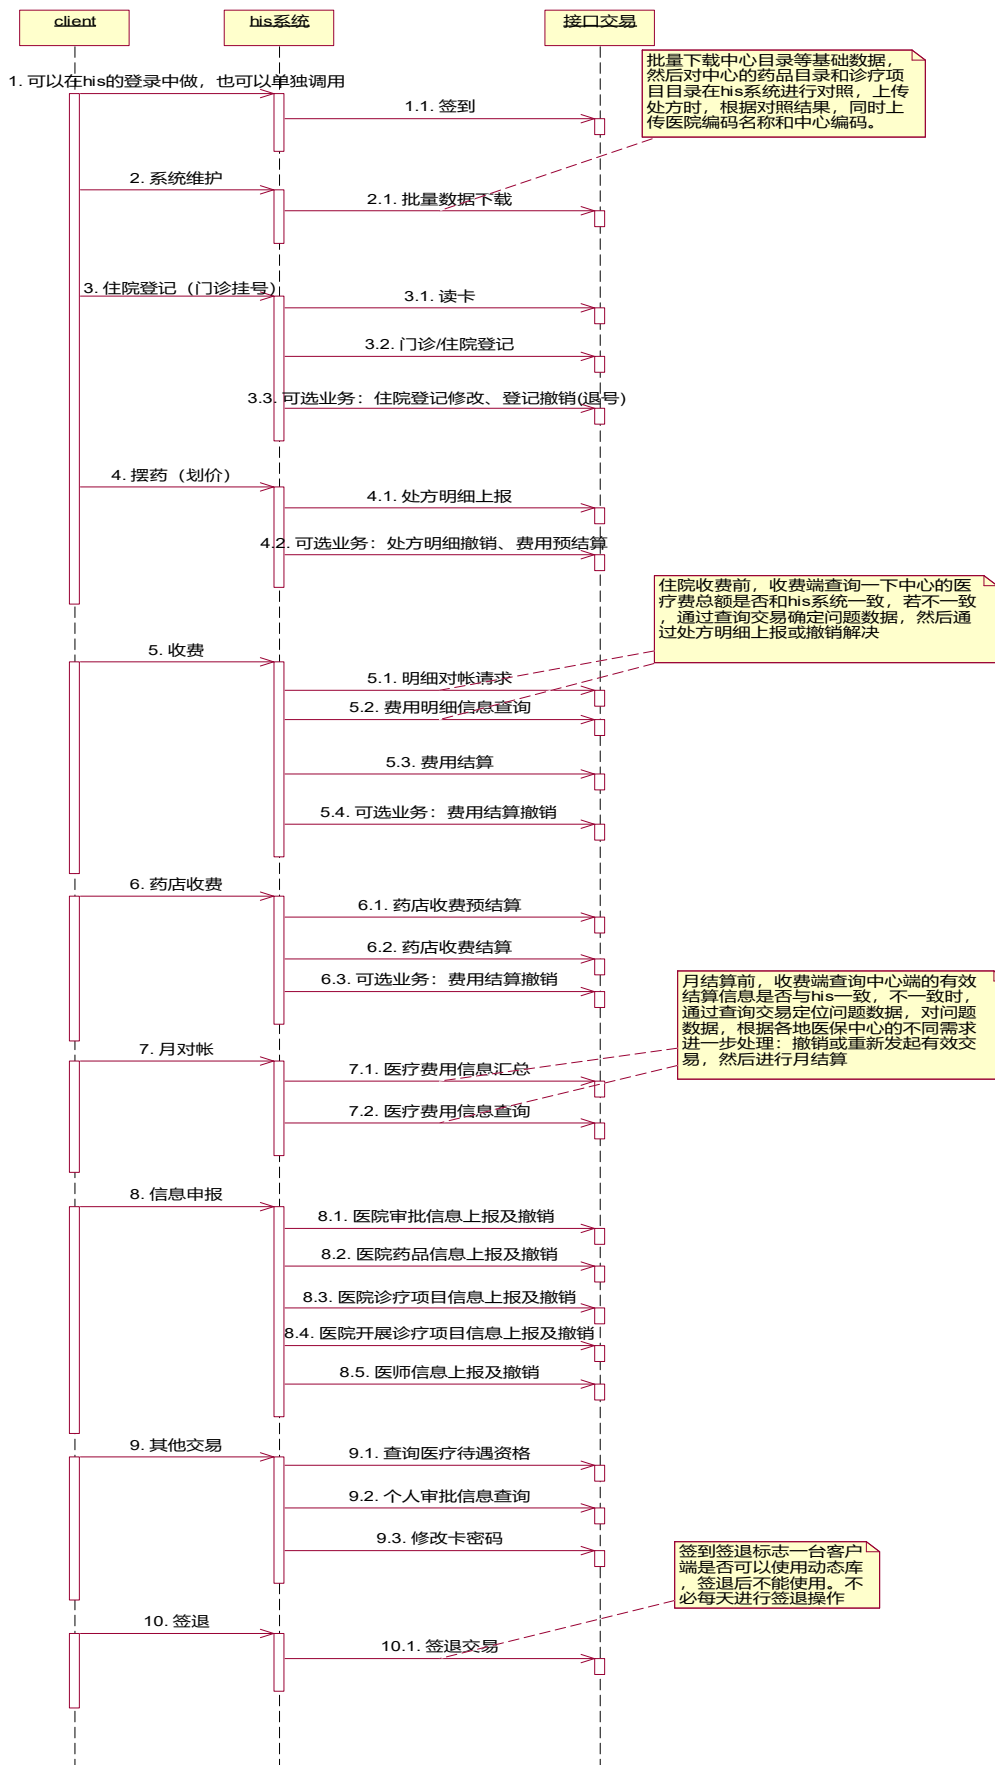 client
his系统
接口交易
批量下载中心目录等基础数据,
然后对中心的药品目录和诊疗项
目目录在his系统进行对照，上传
处方时，根据对照结果，同时上
传医院编码名称和中心编码。
1. 可以在his的登录中做，也可以单独调用
1.1. 签到
2. 系统维护
2.1. 批量数据下载
3. 住院登记（门诊挂号）
3.1. 读卡
3.2. 门诊/住院登记
3.3. 可选业务：住院登记修改、登记撤销(退号)
4. 摆药（划价）
4.1. 处方明细上报
4.2. 可选业务：处方明细撤销、费用预结算
住院收费前，收费端查询一下中心的医
疗费总额是否和his系统一致，若不一致
，通过查询交易确定问题数据，然后通
过处方明细上报或撤销解决
5. 收费
5.1. 明细对帐请求
5.2. 费用明细信息查询
5.3. 费用结算
5.4. 可选业务：费用结算撤销
6. 药店收费
6.1. 药店收费预结算
6.2. 药店收费结算
6.3. 可选业务：费用结算撤销
月结算前，收费端查询中心端的有效
结算信息是否与his一致，不一致时，
通过查询交易定位问题数据，对问题
数据，根据各地医保中心的不同需求
进一步处理：撤销或重新发起有效交
易，然后进行月结算
7. 月对帐
7.1. 医疗费用信息汇总
7.2. 医疗费用信息查询
8. 信息申报
8.1. 医院审批信息上报及撤销
8.2. 医院药品信息上报及撤销
8.3. 医院诊疗项目信息上报及撤销
8.4. 医院开展诊疗项目信息上报及撤销
8.5. 医师信息上报及撤销
9. 其他交易
9.1. 查询医疗待遇资格
9.2. 个人审批信息查询
9.3. 修改卡密码
签到签退标志一台客户
端是否可以使用动态库
，签退后不能使用。不
必每天进行签退操作
10. 签退
10.1. 签退交易